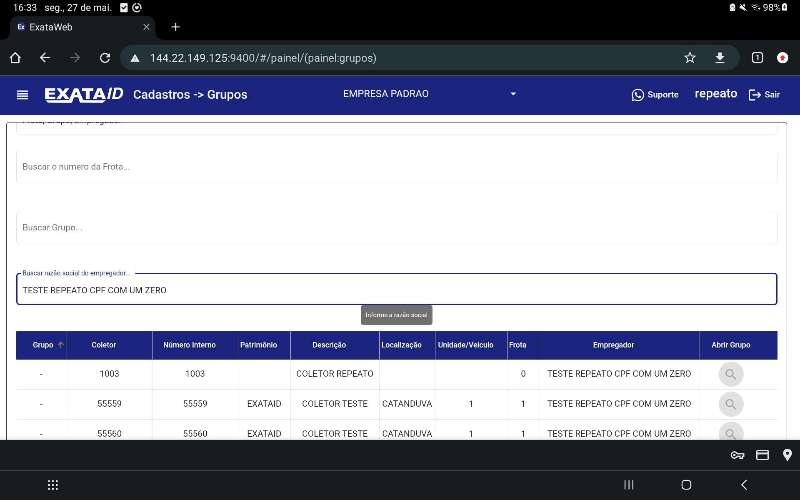 16:33 seg., 27 de mai. 98%
Ex ExataWeb
144.22.149.125:9400/#/painel/(painel:grupos) 1
EXATAID Cadastros -> Grupos EMPRESA PADRAO Suporte repeato Sair
Buscar o numero da Frota...
Buscar Grupo...
Buscar razão social do empregador...
TESTE REPEATO CPF COM UM ZERO
Informe a razão social
Grupo Coletor Número Interno Patrimônio Descrição Localização Unidade/Veículo Frota Empregador Abrir Grupo
- 1003 1003 COLETOR REPEATO 0 TESTE REPEATO CPF COM UM ZERO
- 55559 55559 EXATAID COLETOR TESTE CATANDUVA 1 1 TESTE REPEATO CPF COM UM ZERO
- 55560 55560 EXATAID COLETOR TESTE CATANDUVA 1 1 TESTE REPEATO CPF COM UM ZERO